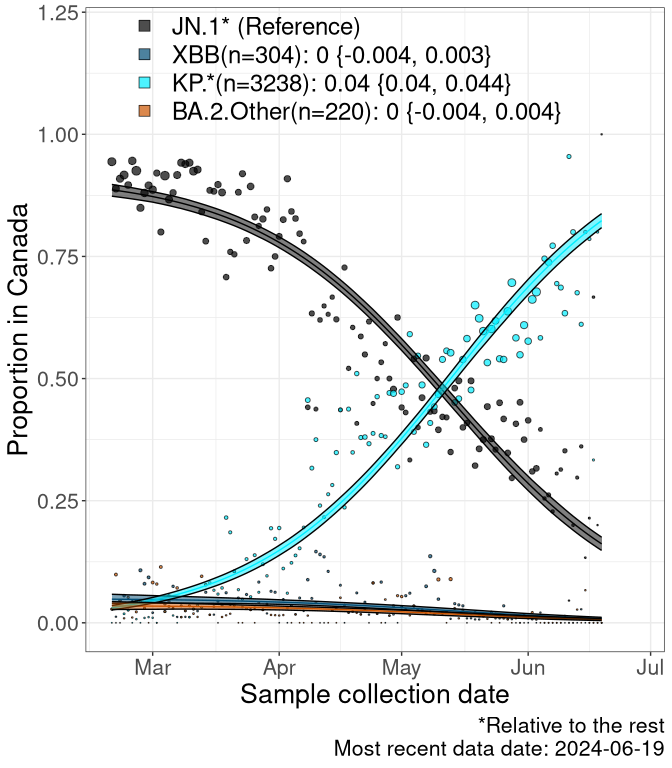 JN.1* (Reference)
XBB(n=304): 0 {-0.004, 0.003}
KP.*(n=3238): 0.04 {0.04, 0.044}
BA.2.Other(n=220): 0 {-0.004, 0.004}
1.25
1.00
0.75
0.50
0.25
0.00
Proportion in Canada
Mar Apr May Jun Jul
Sample collection date
*Relative to the rest
Most recent data date: 2024-06-19